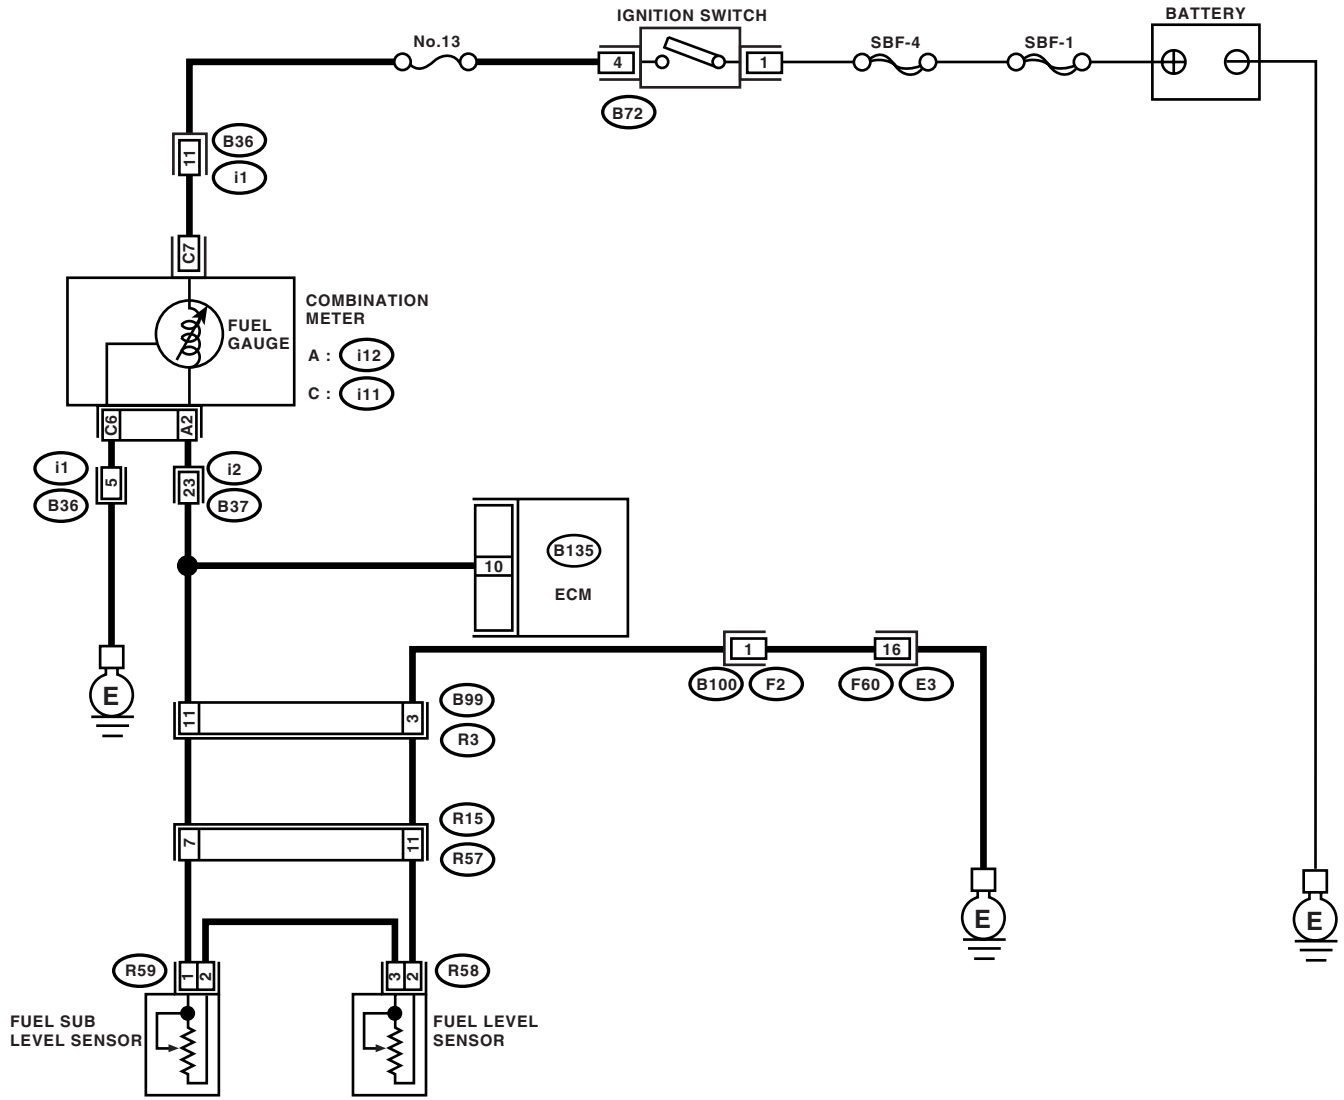 IGNITION SWITCH
BATTERY
No.13
SBF-4
SBF-1
4
1
B72
11
B36
i1
C7
COMBINATION
METER
FUEL
GAUGE
A : i12
C : i11
C6
A2
i1
B36
5
23
i2
B37
10
B135
ECM
E
1
B100
F2
16
F60
E3
11
3
B99
R3
7
11
R15
R57
E
E
R59
1
2
3
2
R58
FUEL SUB
LEVEL SENSOR
FUEL LEVEL
SENSOR